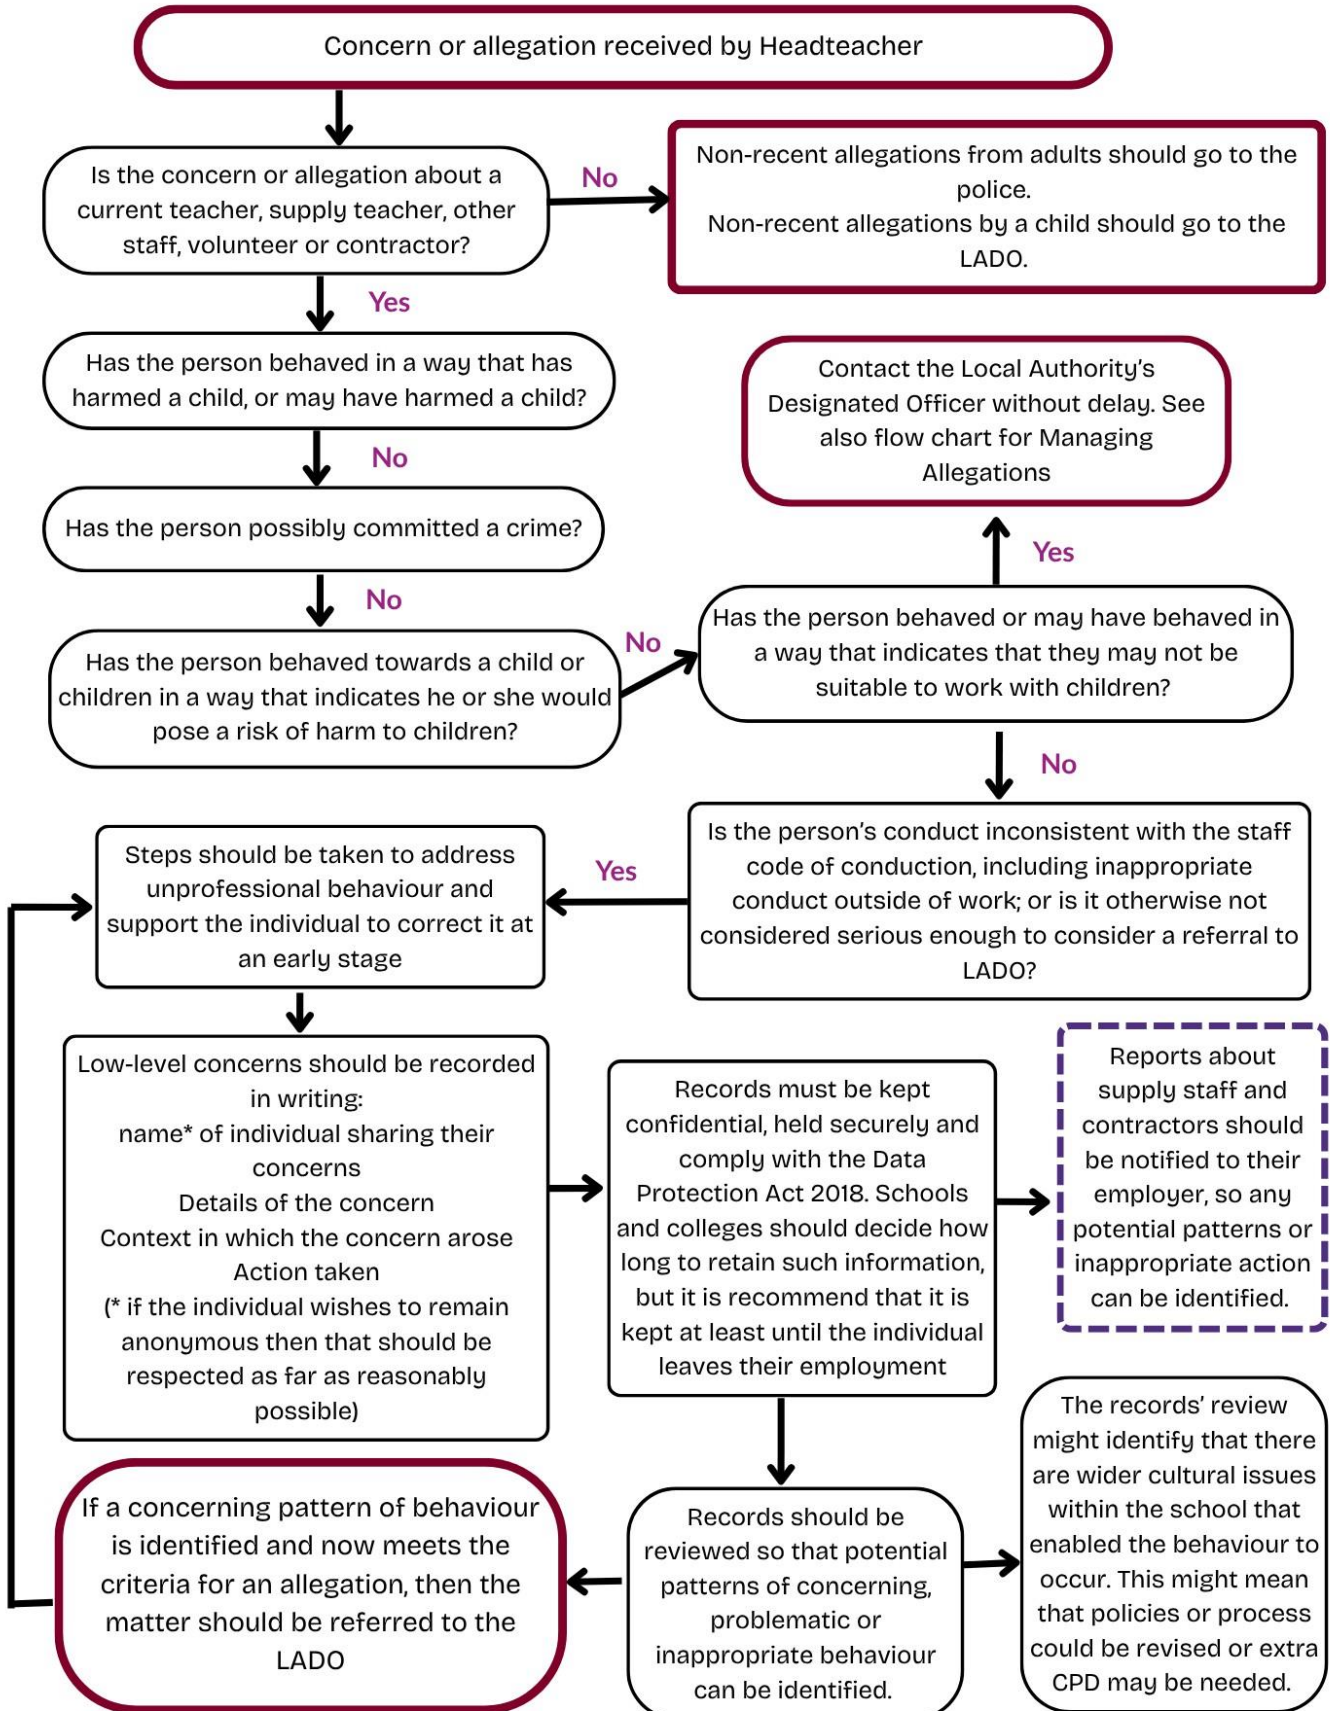 Concern or allegation received by Headteacher
Is the concern or allegation about a
current teacher, supply teacher, other
staff, volunteer or contractor?
No
Non-recent allegations from adults should go to the
police.
Non-recent allegations by a child should go to the
LADO.
Yes
Has the person behaved in a way that has
harmed a child, or may have harmed a child?
No
Has the person possibly committed a crime?
No
Has the person behaved towards a child or
children in a way that indicates he or she would
pose a risk of harm to children?
No
Has the person behaved or may have behaved in
a way that indicates that they may not be
suitable to work with children?
Yes
Contact the Local Authority's
Designated Officer without delay. See
also flow chart for Managing
Allegations
No
Is the person's conduct inconsistent with the staff
code of conduction, including inappropriate
conduct outside of work; or is it otherwise not
considered serious enough to consider a referral to
LADO?
Yes
Steps should be taken to address
unprofessional behaviour and
support the individual to correct it at
an early stage
Low-level concerns should be recorded
in writing:
name* of individual sharing their
concerns
Details of the concern
Context in which the concern arose
Action taken
(* if the individual wishes to remain
anonymous then that should be
respected as far as reasonably
possible)
Records must be kept
confidential, held securely and
comply with the Data
Protection Act 2018. Schools
and colleges should decide how
long to retain such information,
but it is recommend that it is
kept at least until the individual
leaves their employment
Reports about
supply staff and
contractors should
be notified to their
employer, so any
potential patterns or
inappropriate action
can be identified.
Records should be
reviewed so that potential
patterns of concerning,
problematic or
inappropriate behaviour
can be identified.
The records' review
might identify that there
are wider cultural issues
within the school that
enabled the behaviour to
occur. This might mean
that policies or process
could be revised or extra
CPD may be needed.
If a concerning pattern of behaviour
is identified and now meets the
criteria for an allegation, then the
matter should be referred to the
LADO